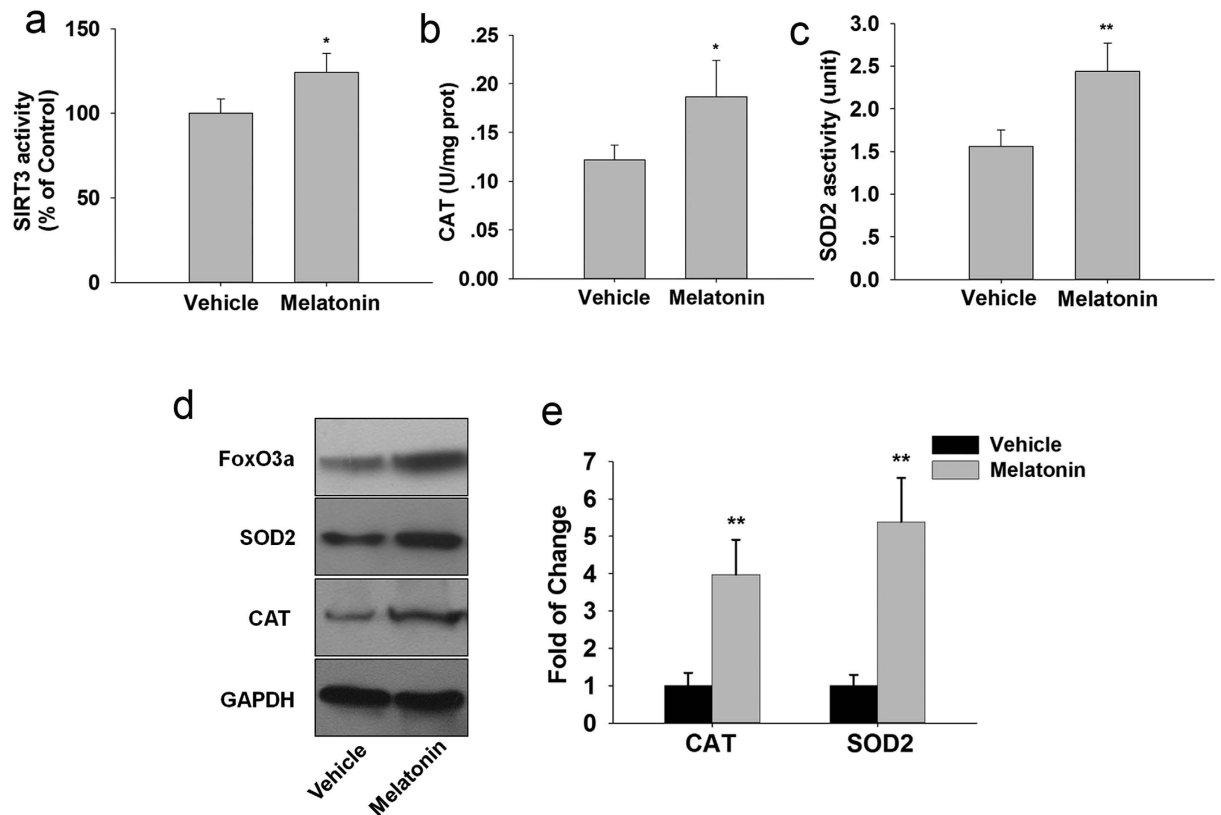 a
SIRT3 activity
(% of Control)
150
100
50
0
*
Vehicle Melatonin
b
CAT (U/mg prot)
.25
.20
.15
.10
.05
0.00
*
Vehicle Melatonin
c
SOD2 asctivity (unit)
3.0
2.5
2.0
1.5
1.0
.5
0.0
**
Vehicle Melatonin
d
FoxO3a
SOD2
CAT
GAPDH
Vehicle
Melatonin
e
Fold of Change
7
6
5
4
3
2
1
0
**
**
CAT SOD2
Vehicle
Melatonin